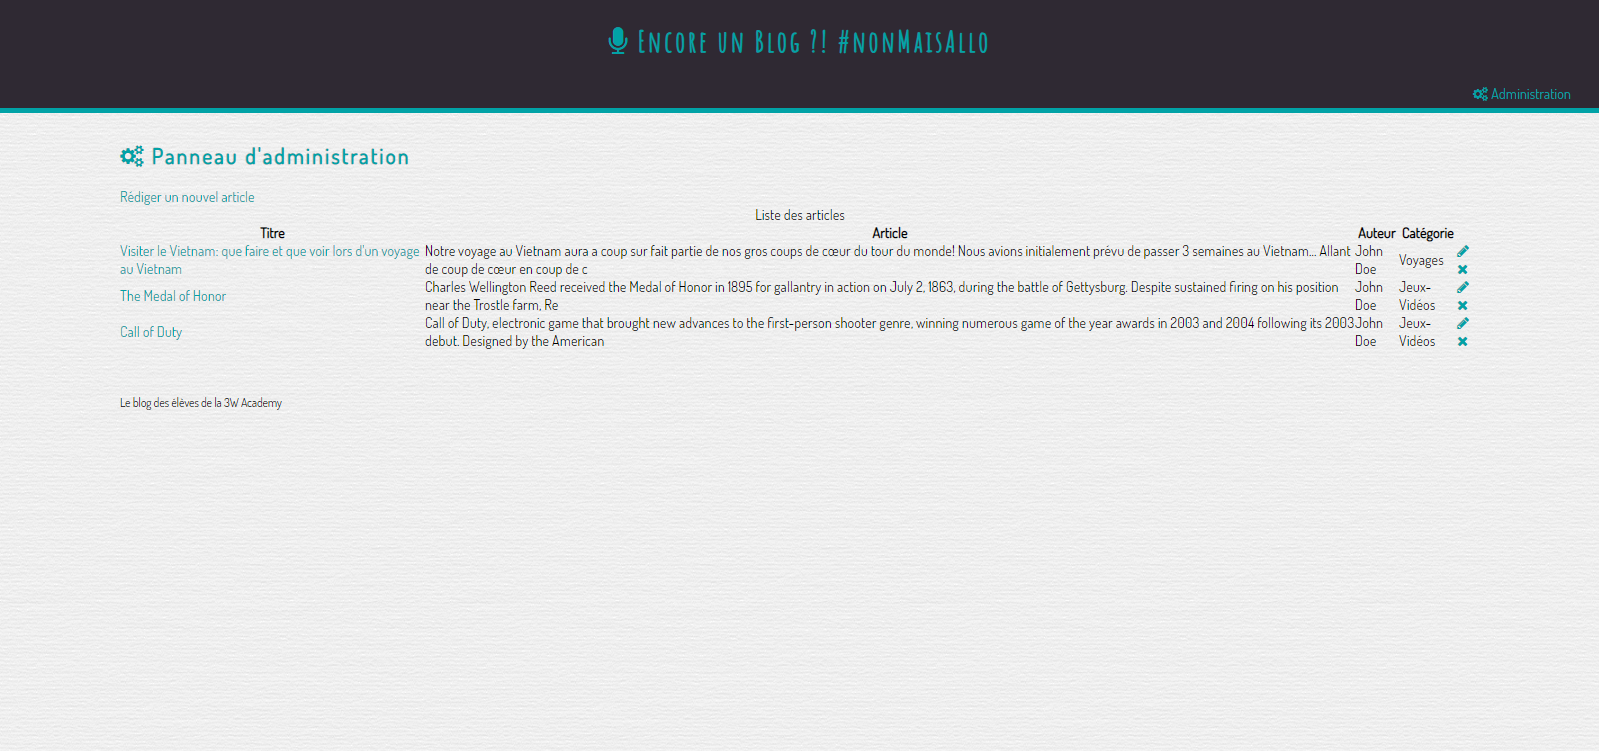 Encore un Blog ?! #nonMaisAllo
Administration
Panneau d'administration
Rédiger un nouvel article
Liste des articles
Titre Article Auteur Catégorie
Visiter le Vietnam: que faire et que voir lors d'un voyage
au Vietnam
Notre voyage au Vietnam aura a coup sur fait partie de nos gros coups de cœur du tour du monde! Nous avions initialement prévu de passer 3 semaines au Vietnam... Allant
de coup de cœur en coup de c
John
Doe
Voyages
The Medal of Honor
Charles Wellington Reed received the Medal of Honor in 1895 for gallantry in action on July 2, 1863, during the battle of Gettysburg. Despite sustained firing on his position
near the Trostle farm, Re
John
Doe
Jeux-
Vidéos
Call of Duty
Call of Duty, electronic game that brought new advances to the first-person shooter genre, winning numerous game of the year awards in 2003 and 2004 following its 2003
debut. Designed by the American
John
Doe
Jeux-
Vidéos
Le blog des élèves de la 3W Academy